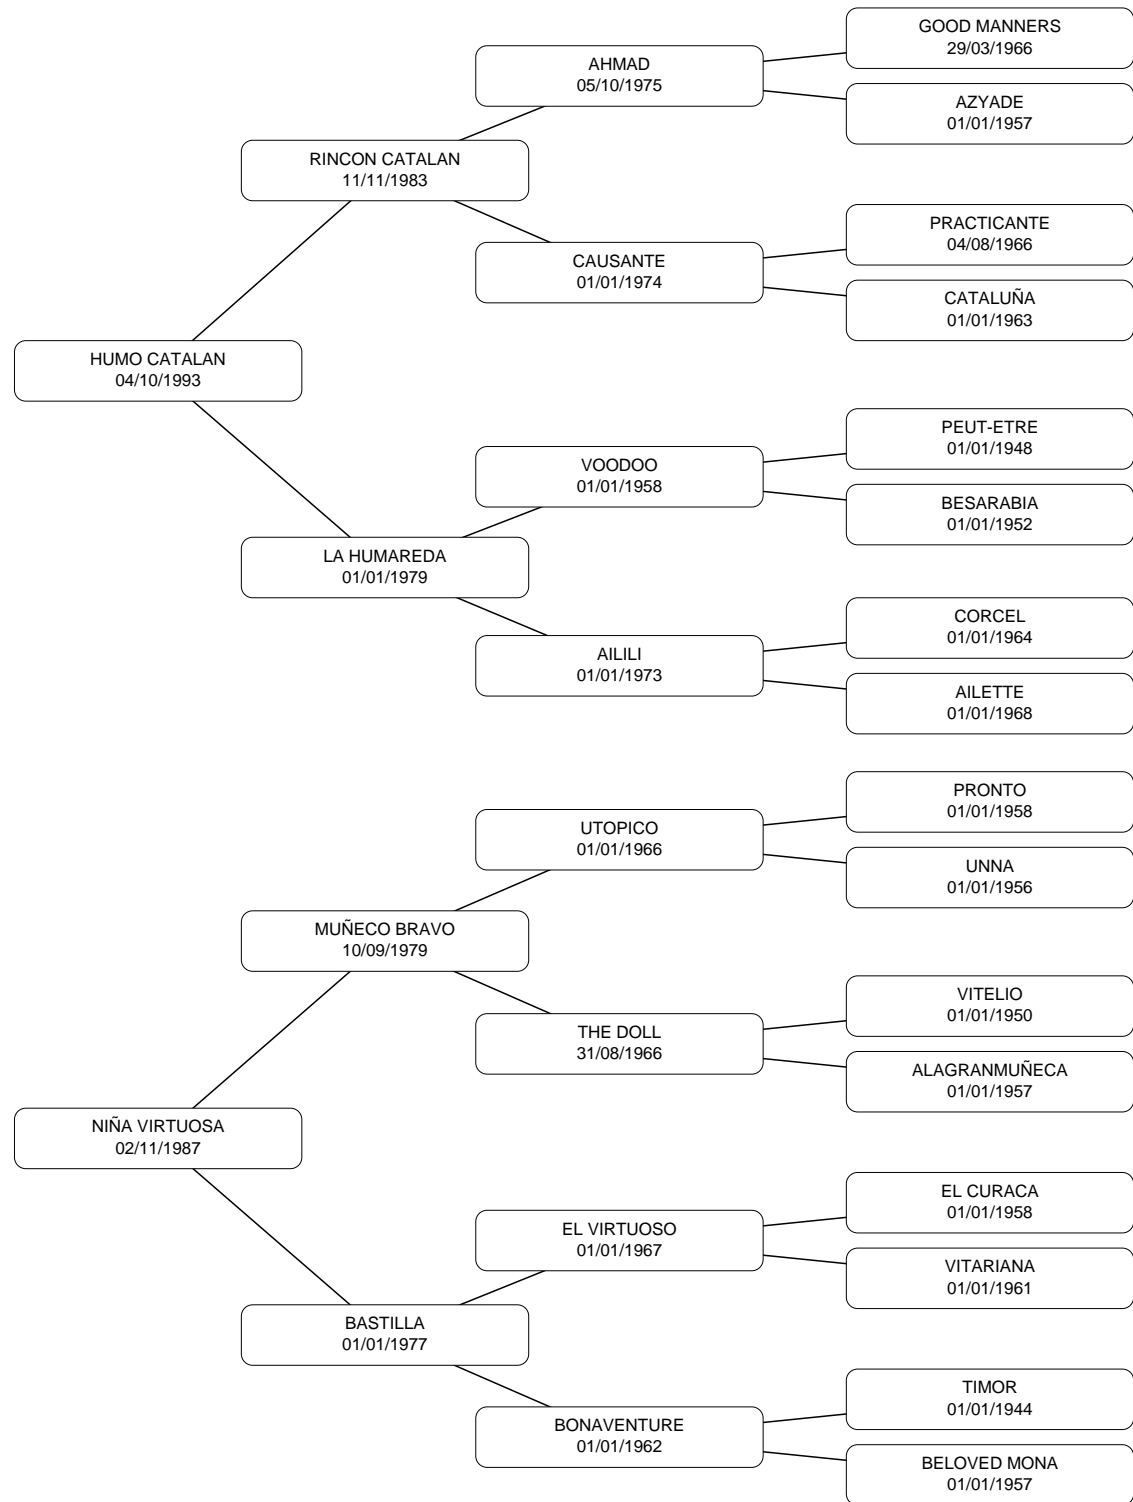 GOOD MANNERS
29/03/1966
AHMAD
05/10/1975
AZYADE
01/01/1957
RINCON CATALAN
11/11/1983
PRACTICANTE
04/08/1966
CAUSANTE
01/01/1974
CATALUÑA
01/01/1963
HUMO CATALAN
04/10/1993
PEUT-ETRE
01/01/1948
VOODOO
01/01/1958
BESARABIA
01/01/1952
LA HUMAREDA
01/01/1979
CORCEL
01/01/1964
AILILI
01/01/1973
AILETTE
01/01/1968
PRONTO
01/01/1958
UTOPICO
01/01/1966
UNNA
01/01/1956
MUÑECO BRAVO
10/09/1979
VITELIO
01/01/1950
THE DOLL
31/08/1966
ALAGRANMUÑECA
01/01/1957
NIÑA VIRTUOSA
02/11/1987
EL CURACA
01/01/1958
EL VIRTUOSO
01/01/1967
VITARIANA
01/01/1961
BASTILLA
01/01/1977
TIMOR
01/01/1944
BONAVENTURE
01/01/1962
BELOVED MONA
01/01/1957